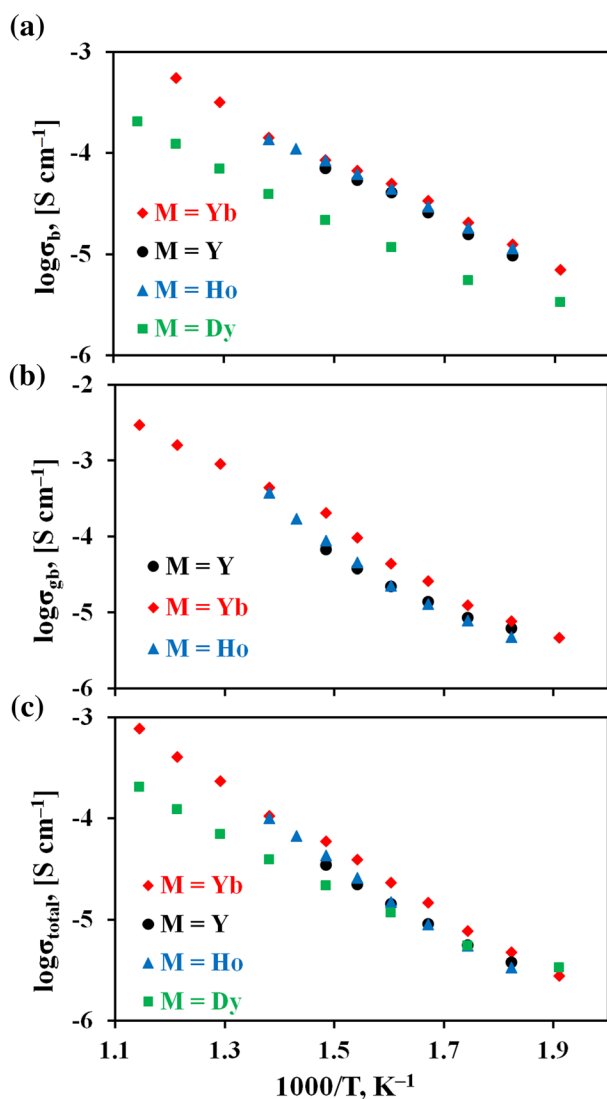 (a)
-3
-4
-5
-6
logσb, [S cm−1]
M = Yb
M = Y
M = Ho
M = Dy
(b)
-2
-3
-4
-5
-6
logσgb, [S cm−1]
M = Y
M = Yb
M = Ho
(c)
-3
-4
-5
-6
logσtotal, [S cm−1]
M = Yb
M = Y
M = Ho
M = Dy
1.1 1.3 1.5 1.7 1.9
1000/T, K−1